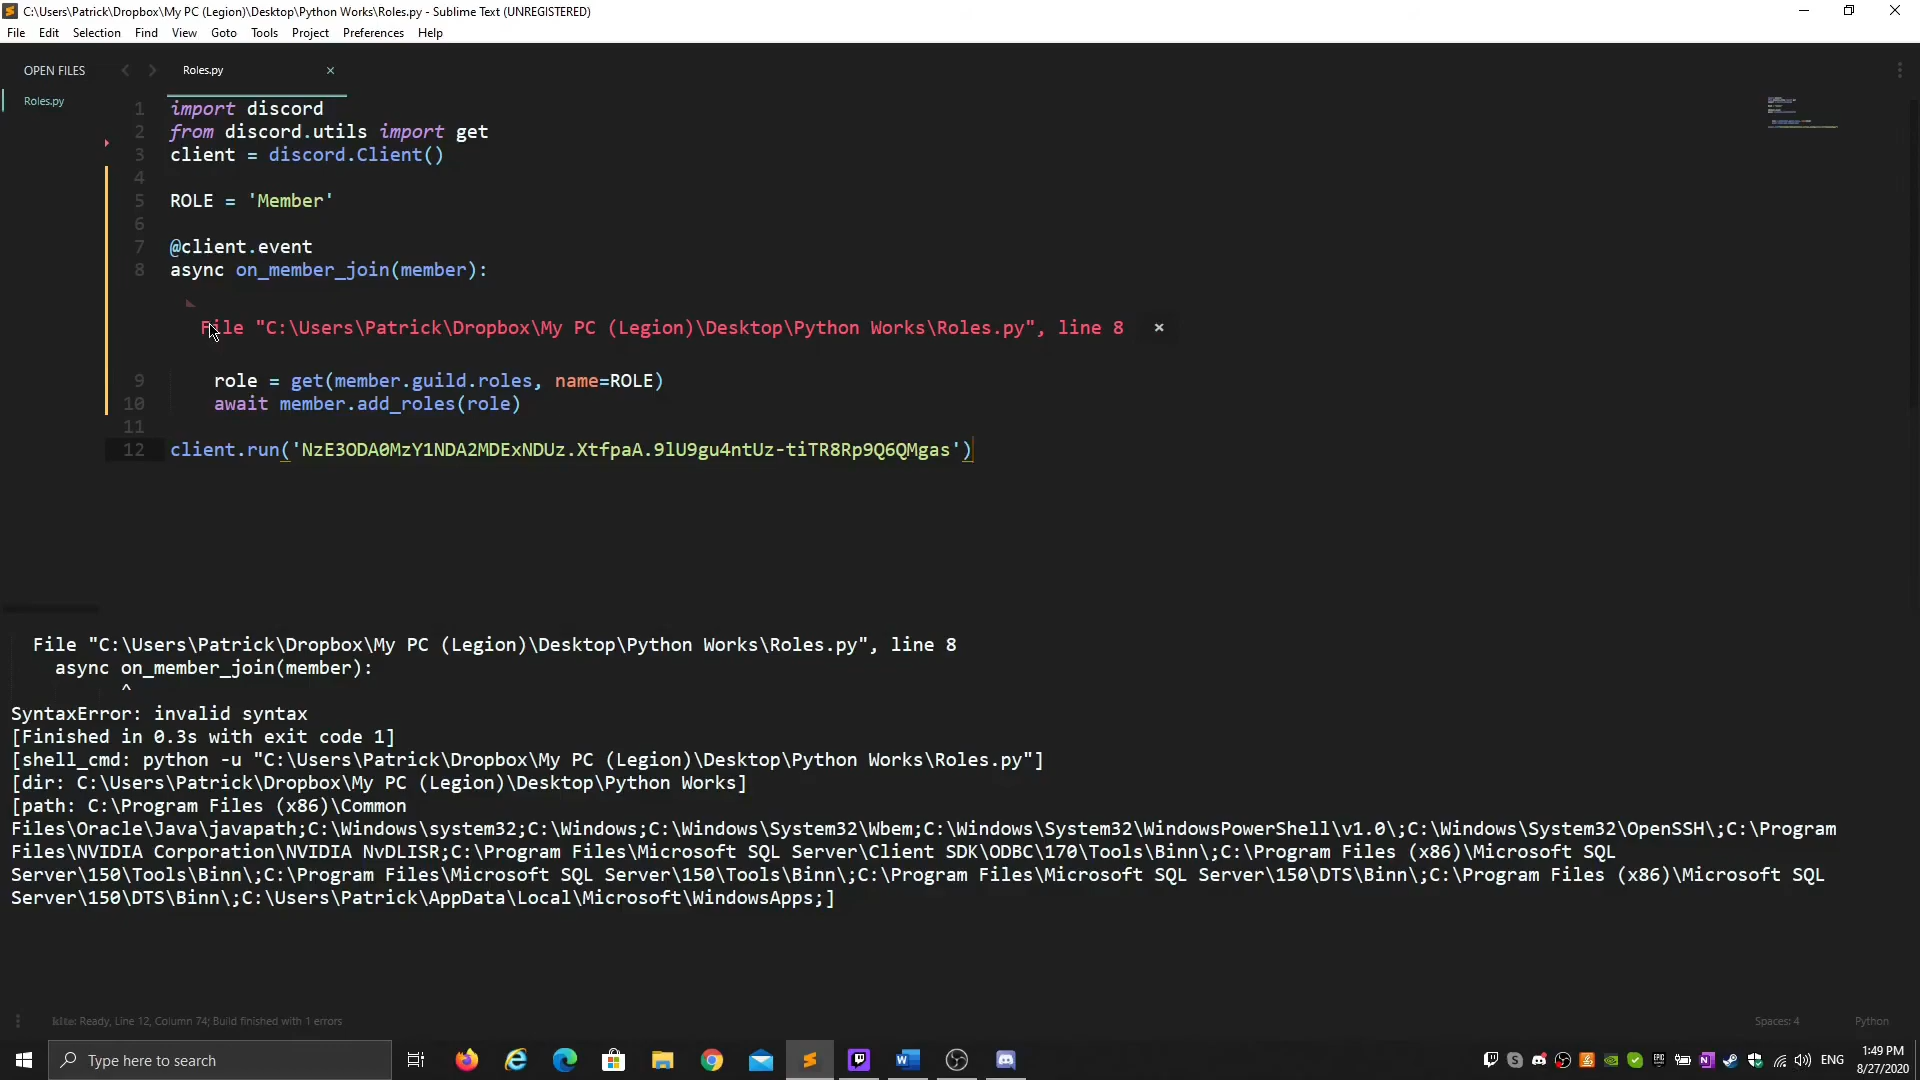 C:\Users\Patrick\Dropbox\My PC (Legion)\Desktop\Python Works\Roles.py - Sublime Text (UNREGISTERED)
File Edit Selection Find View Goto Tools Project Preferences Help
OPEN FILES
Roles.py
Roles.py
1 import discord
2 from discord.utils import get
3 client = discord.Client()
4
5 ROLE = 'Member'
6
7 @client.event
8 async on_member_join(member):
File "C:\Users\Patrick\Dropbox\My PC (Legion)\Desktop\Python Works\Roles.py", line 8 ×
9 role = get(member.guild.roles, name=ROLE)
10 await member.add_roles(role)
11
12 client.run('NzE3ODA0MzY1NDA2MDExNDUz.XtfpaA.9lU9gu4ntUz-tiTR8Rp9Q6QMgas')
File "C:\Users\Patrick\Dropbox\My PC (Legion)\Desktop\Python Works\Roles.py", line 8
async on_member_join(member):
^
SyntaxError: invalid syntax
[Finished in 0.3s with exit code 1]
[shell_cmd: python -u "C:\Users\Patrick\Dropbox\My PC (Legion)\Desktop\Python Works\Roles.py"]
[dir: C:\Users\Patrick\Dropbox\My PC (Legion)\Desktop\Python Works]
[path: C:\Program Files (x86)\Common
Files\Oracle\Java\javapath;C:\Windows\system32;C:\Windows;C:\Windows\System32\Wbem;C:\Windows\System32\WindowsPowerShell\v1.0\;C:\Windows\System32\OpenSSH\;C:\Program
Files\NVIDIA Corporation\NVIDIA NvDLISR;C:\Program Files\Microsoft SQL Server\Client SDK\ODBC\170\Tools\Binn\;C:\Program Files (x86)\Microsoft SQL
Server\150\Tools\Binn\;C:\Program Files\Microsoft SQL Server\150\Tools\Binn\;C:\Program Files\Microsoft SQL Server\150\DTS\Binn\;C:\Program Files (x86)\Microsoft SQL
Server\150\DTS\Binn\;C:\Users\Patrick\AppData\Local\Microsoft\WindowsApps;]
Ready, Line 12, Column 74; Build finished with 1 errors
Spaces: 4
Python
Type here to search
ENG
1:49 PM
8/27/2020